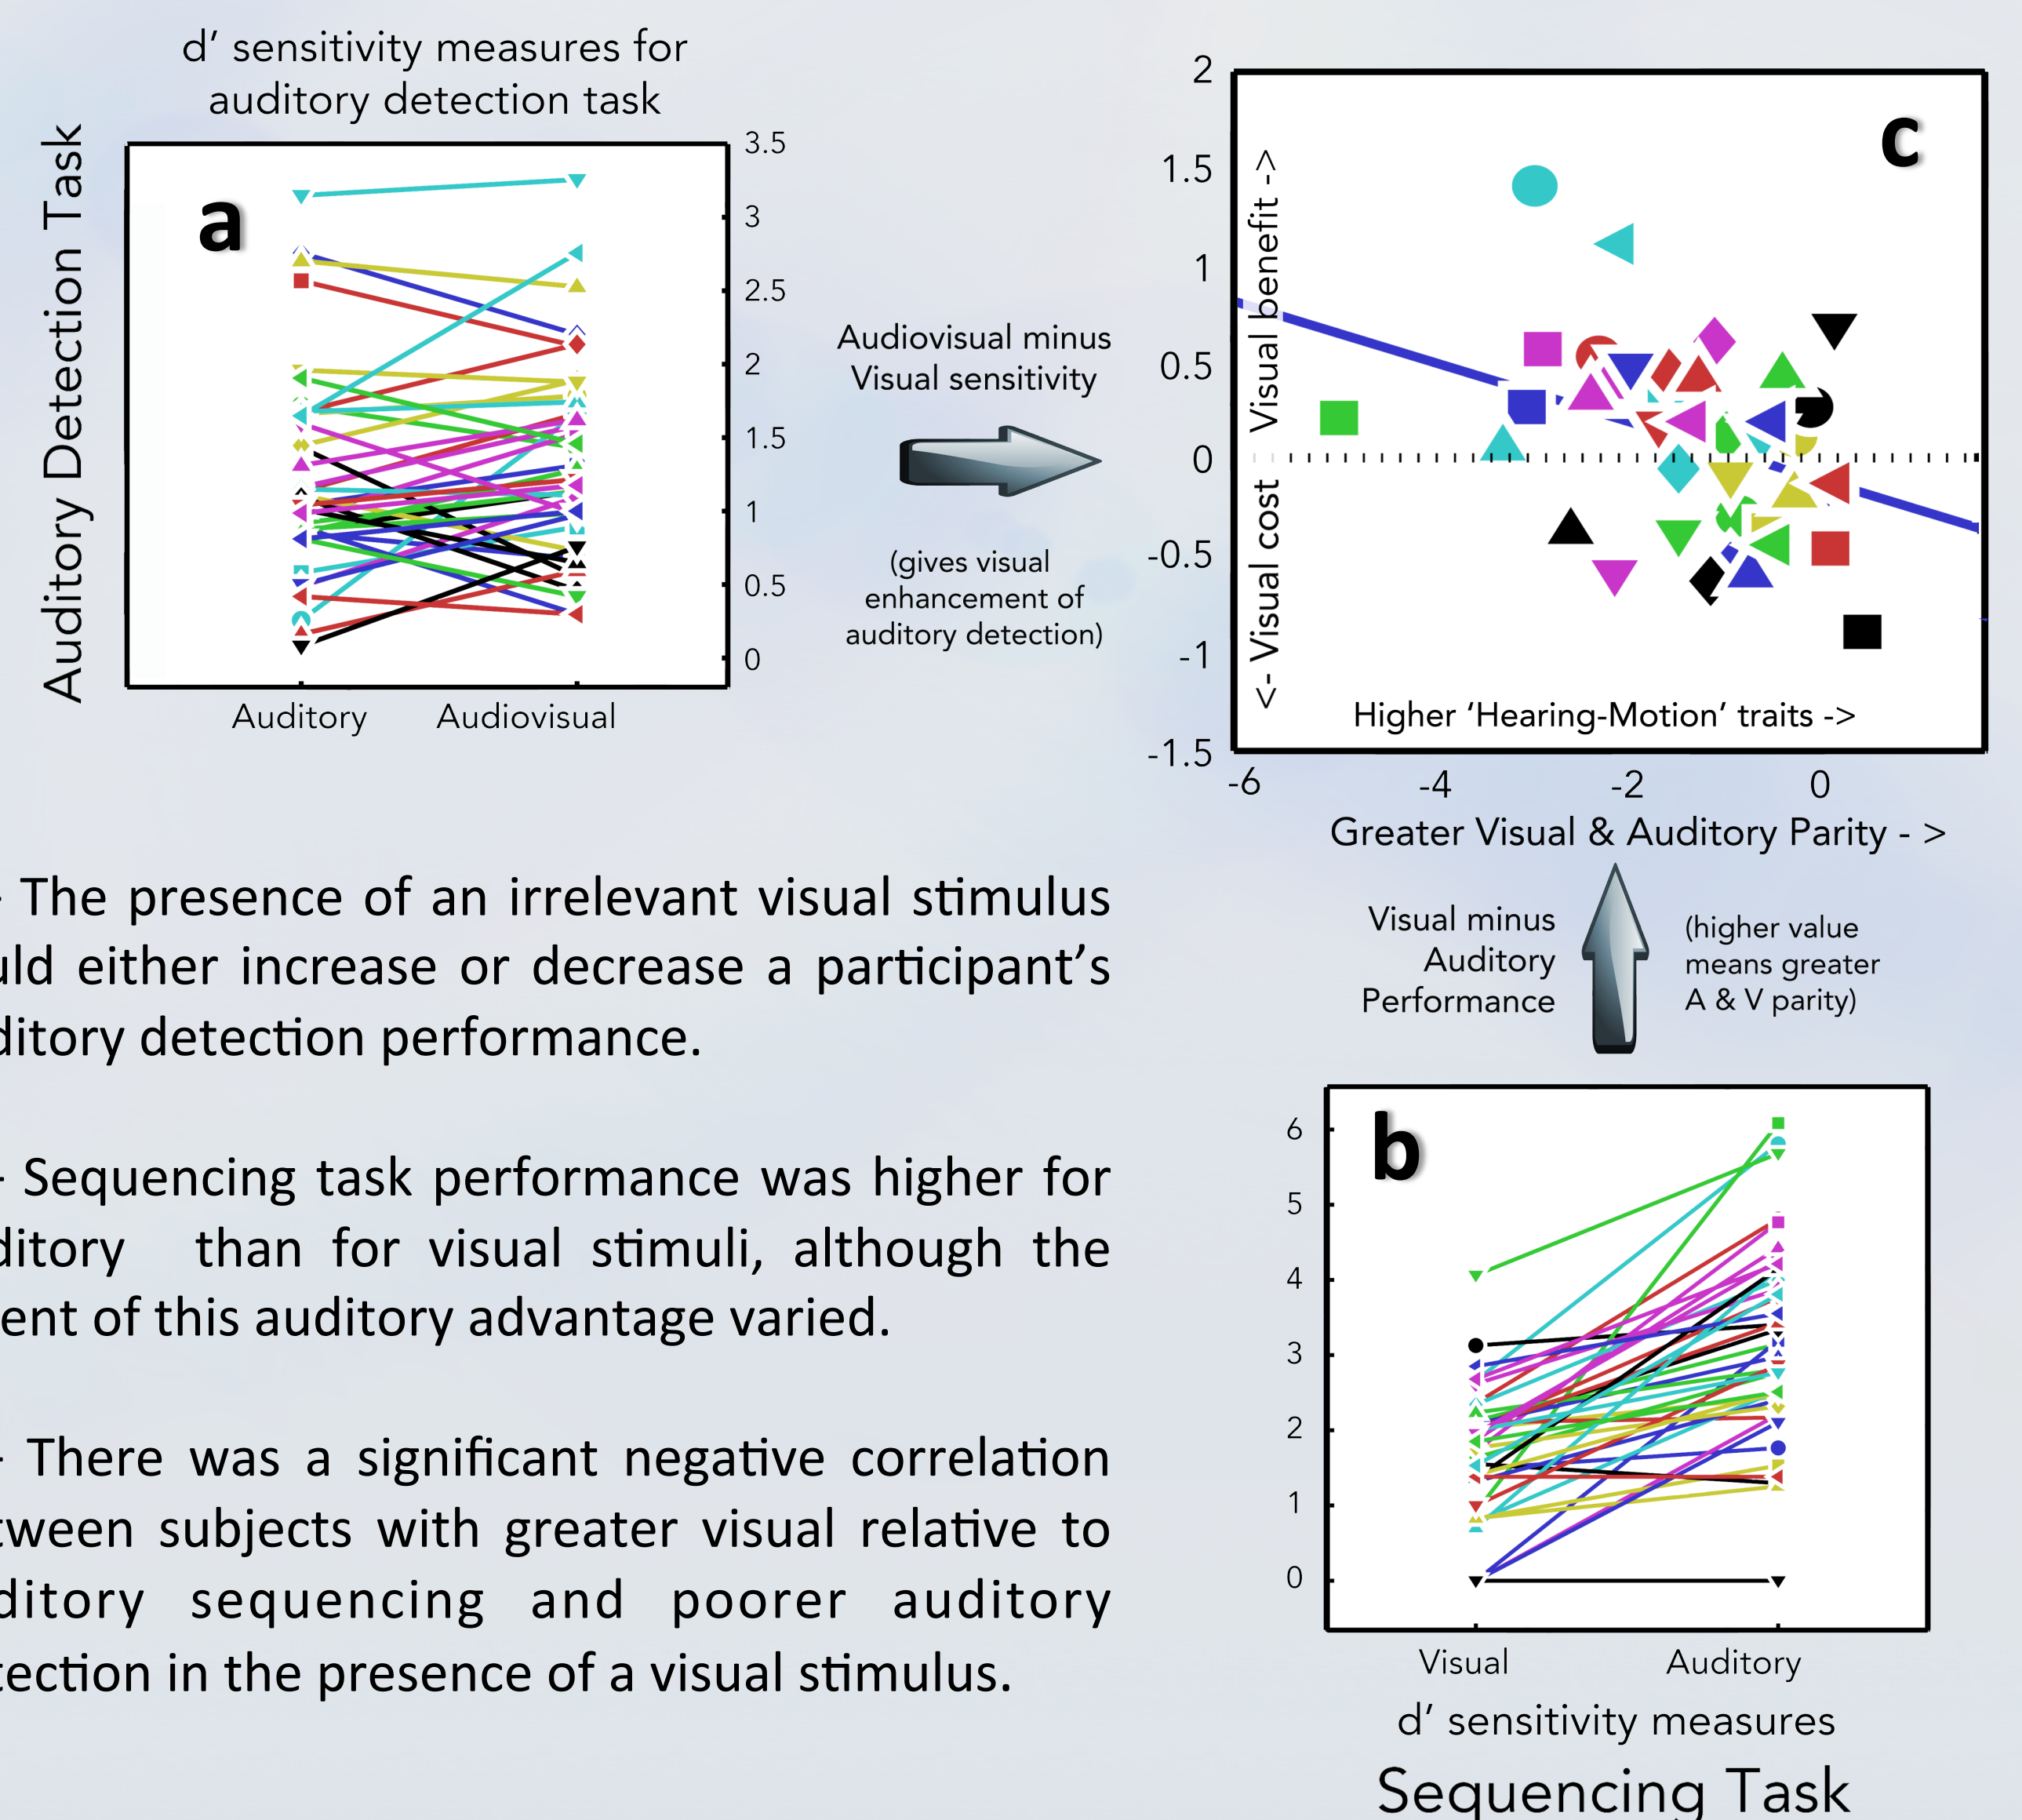 d’ sensitivity measures for
auditory detection task
Auditory Detection Task
a
3.5
3
2.5
2
1.5
1
0.5
0
Auditory Audiovisual
Audiovisual minus
Visual sensitivity
(gives visual
enhancement of
auditory detection)
c
2
1.5
1
0.5
0
-0.5
-1
-1.5
<- Visual cost Visual benefit ->
Higher ‘Hearing-Motion’ traits ->
-6 -4 -2 0
Greater Visual & Auditory Parity - >
Visual minus
Auditory
Performance
(higher value
means greater
A & V parity)
- The presence of an irrelevant visual stimulus
either increase or decrease a participant’s
detection performance.
- Sequencing task performance was higher for
than for visual stimuli, although the
of this auditory advantage varied.
- There was a significant negative correlation
subjects with greater visual relative to
sequencing and poorer auditory
in the presence of a visual stimulus.
b
6
5
4
3
2
1
0
Visual Auditory
d’ sensitivity measures
Sequencing Task